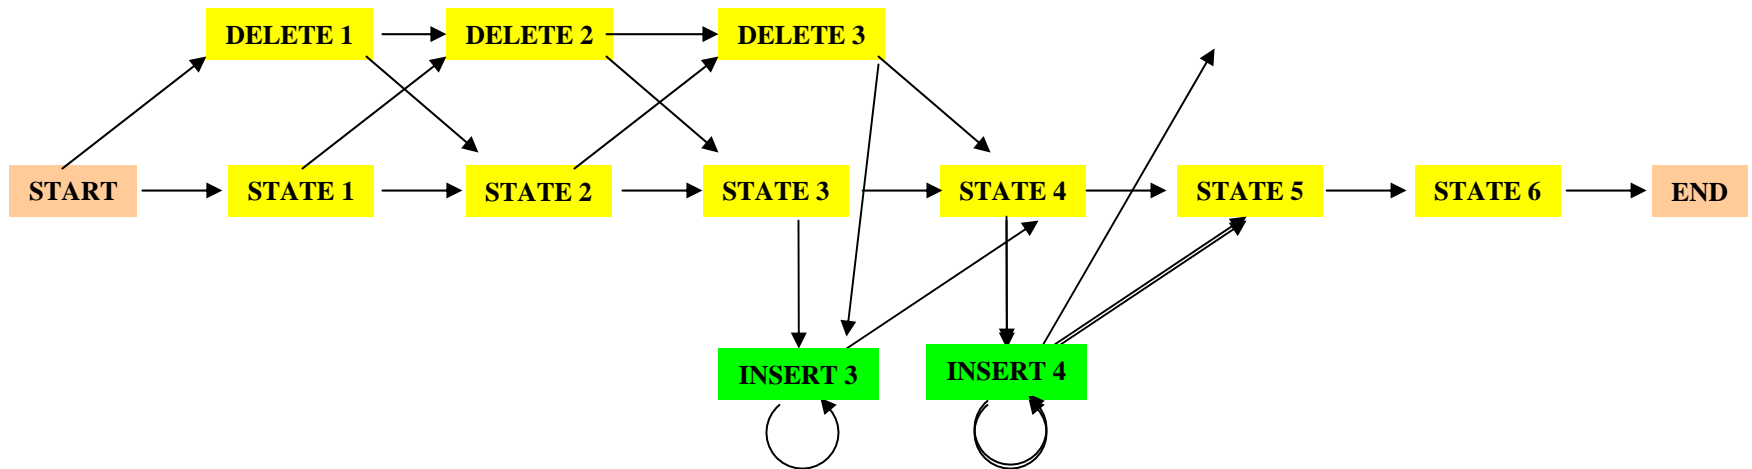 DELETE 1
DELETE 2
DELETE 3
START
STATE 1
STATE 2
STATE 3
STATE 4
STATE 5
STATE 6
END
INSERT 3
INSERT 4